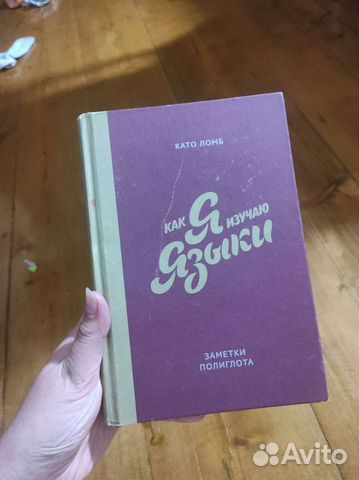 КАТО ЛОМБ
КАК Я ИЗУЧАЮ
ЯЗЫКИ
ЗАМЕТКИ
ПОЛИГЛОТА
Avito